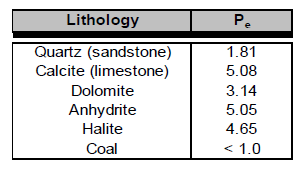 Lithology Pe
Quartz (sandstone) 1.81
Calcite (limestone) 5.08
Dolomite 3.14
Anhydrite 5.05
Halite 4.65
Coal < 1.0